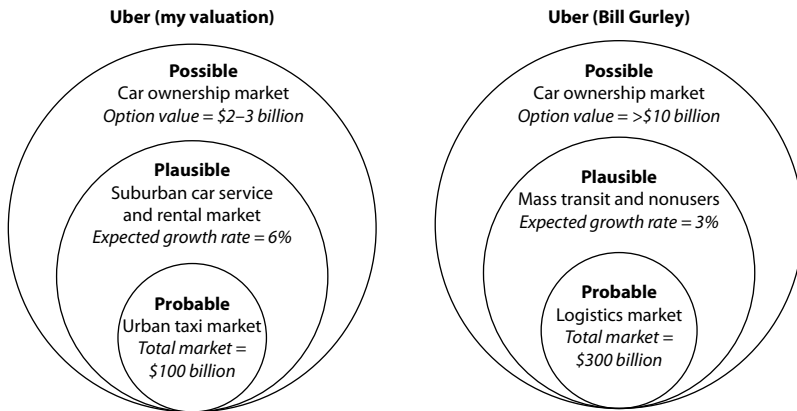 Uber (my valuation)
Possible
Car ownership market
Option value = $2–3 billion
Plausible
Suburban car service
and rental market
Expected growth rate = 6%
Probable
Urban taxi market
Total market =
$100 billion
Uber (Bill Gurley)
Possible
Car ownership market
Option value = >$10 billion
Plausible
Mass transit and nonusers
Expected growth rate = 3%
Probable
Logistics market
Total market =
$300 billion